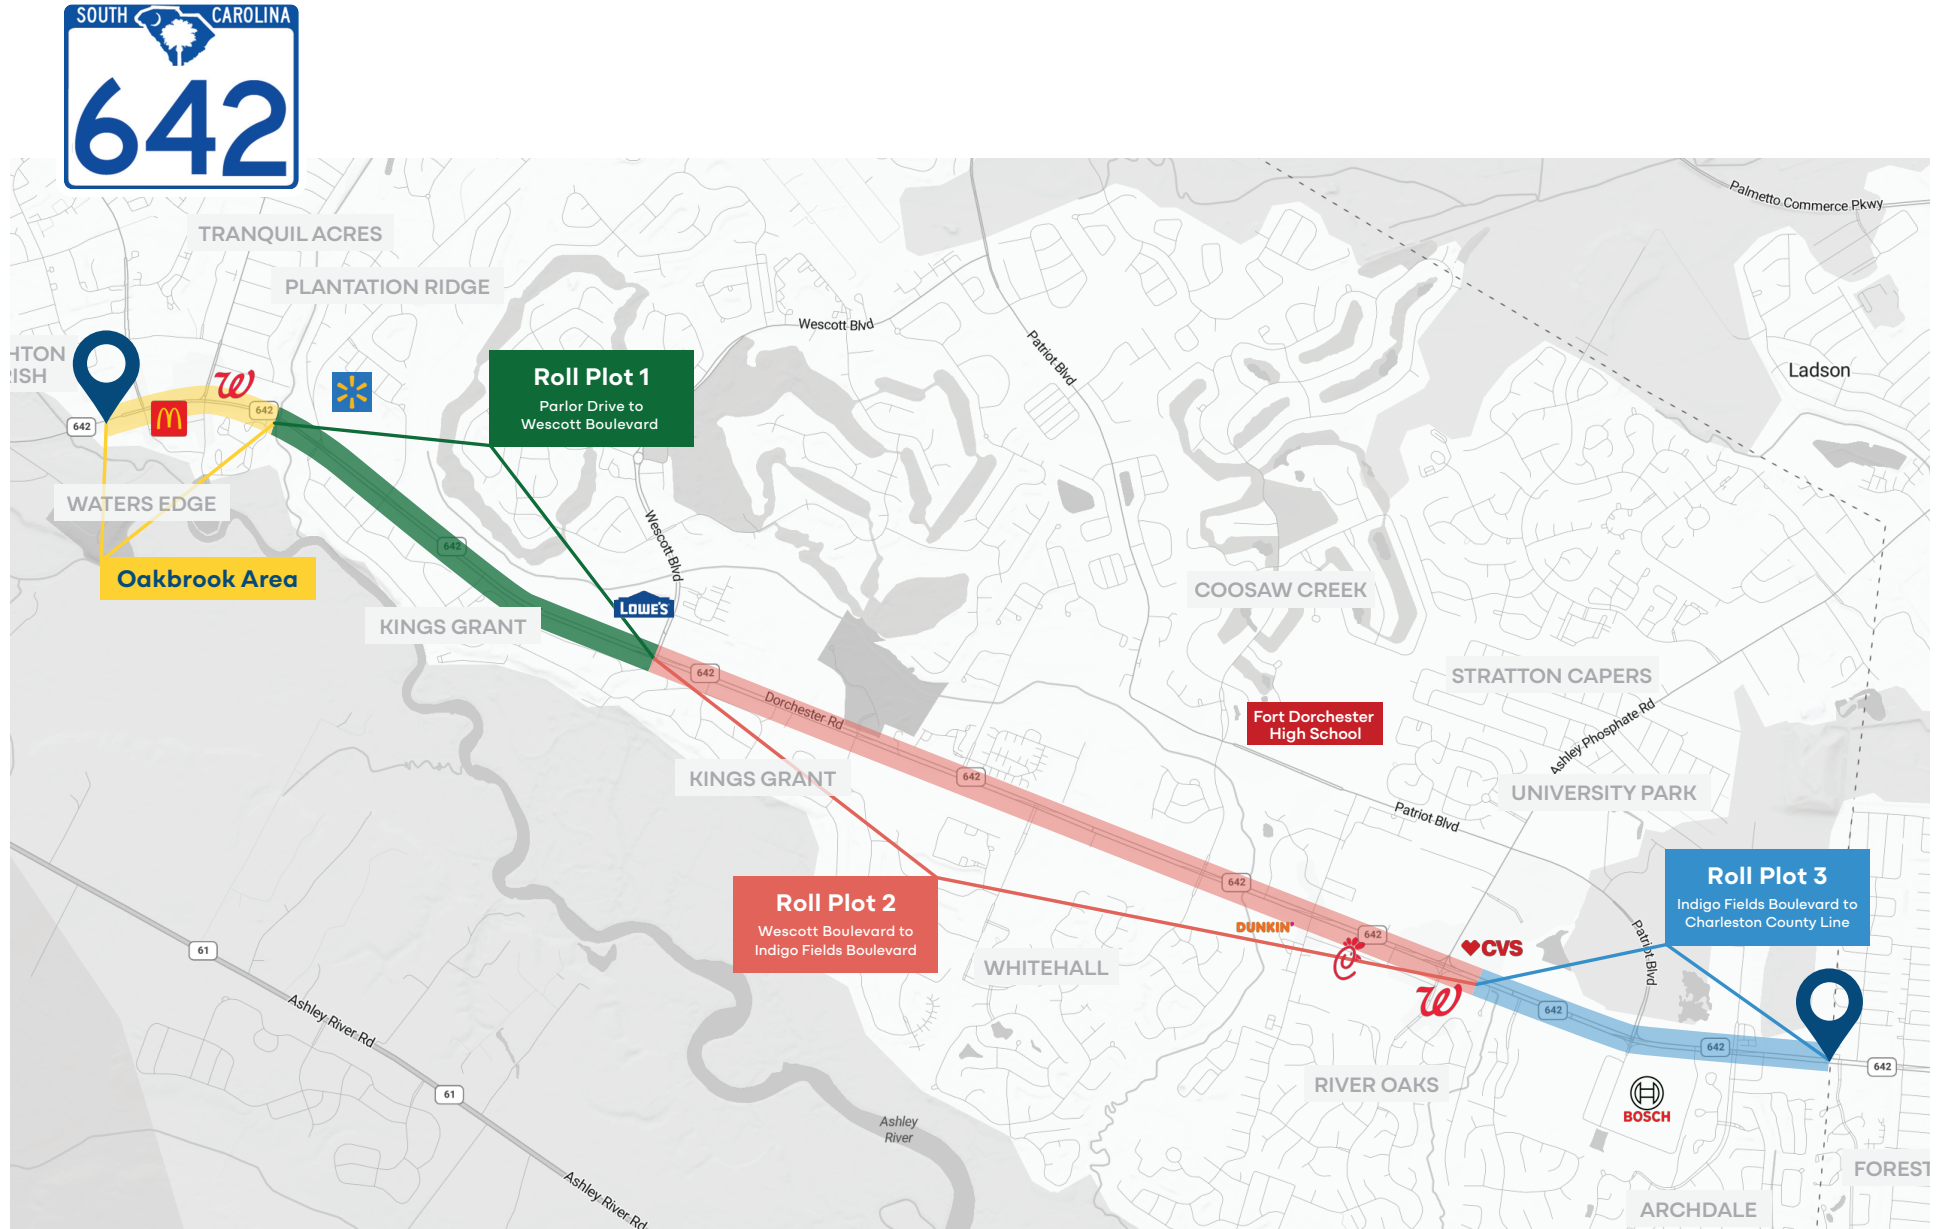 SOUTH CAROLINA
642
Palmetto Commerce Pkwy
TRANQUIL ACRES
PLANTATION RIDGE
Wescott Blvd
Patriot Blvd
HTON
RISH
Ladson
Roll Plot 1
Parlor Drive to
Wescott Boulevard
642
642
WATERS EDGE
642
Wescott Blvd
Oakbrook Area
LOWE'S
KINGS GRANT
COOSAW CREEK
642
STRATTON CAPERS
Dorchester Rd
Fort Dorchester
High School
Ashley Phosphate Rd
KINGS GRANT
642
UNIVERSITY PARK
Patriot Blvd
Roll Plot 3
Indigo Fields Boulevard to
Charleston County Line
642
Roll Plot 2
Wescott Boulevard to
Indigo Fields Boulevard
DUNKIN'
642
CVS
Patriot Blvd
61
WHITEHALL
642
Ashley River Rd
642
642
RIVER OAKS
61
BOSCH
Ashley
River
FOREST
Ashley River Rd
ARCHDALE